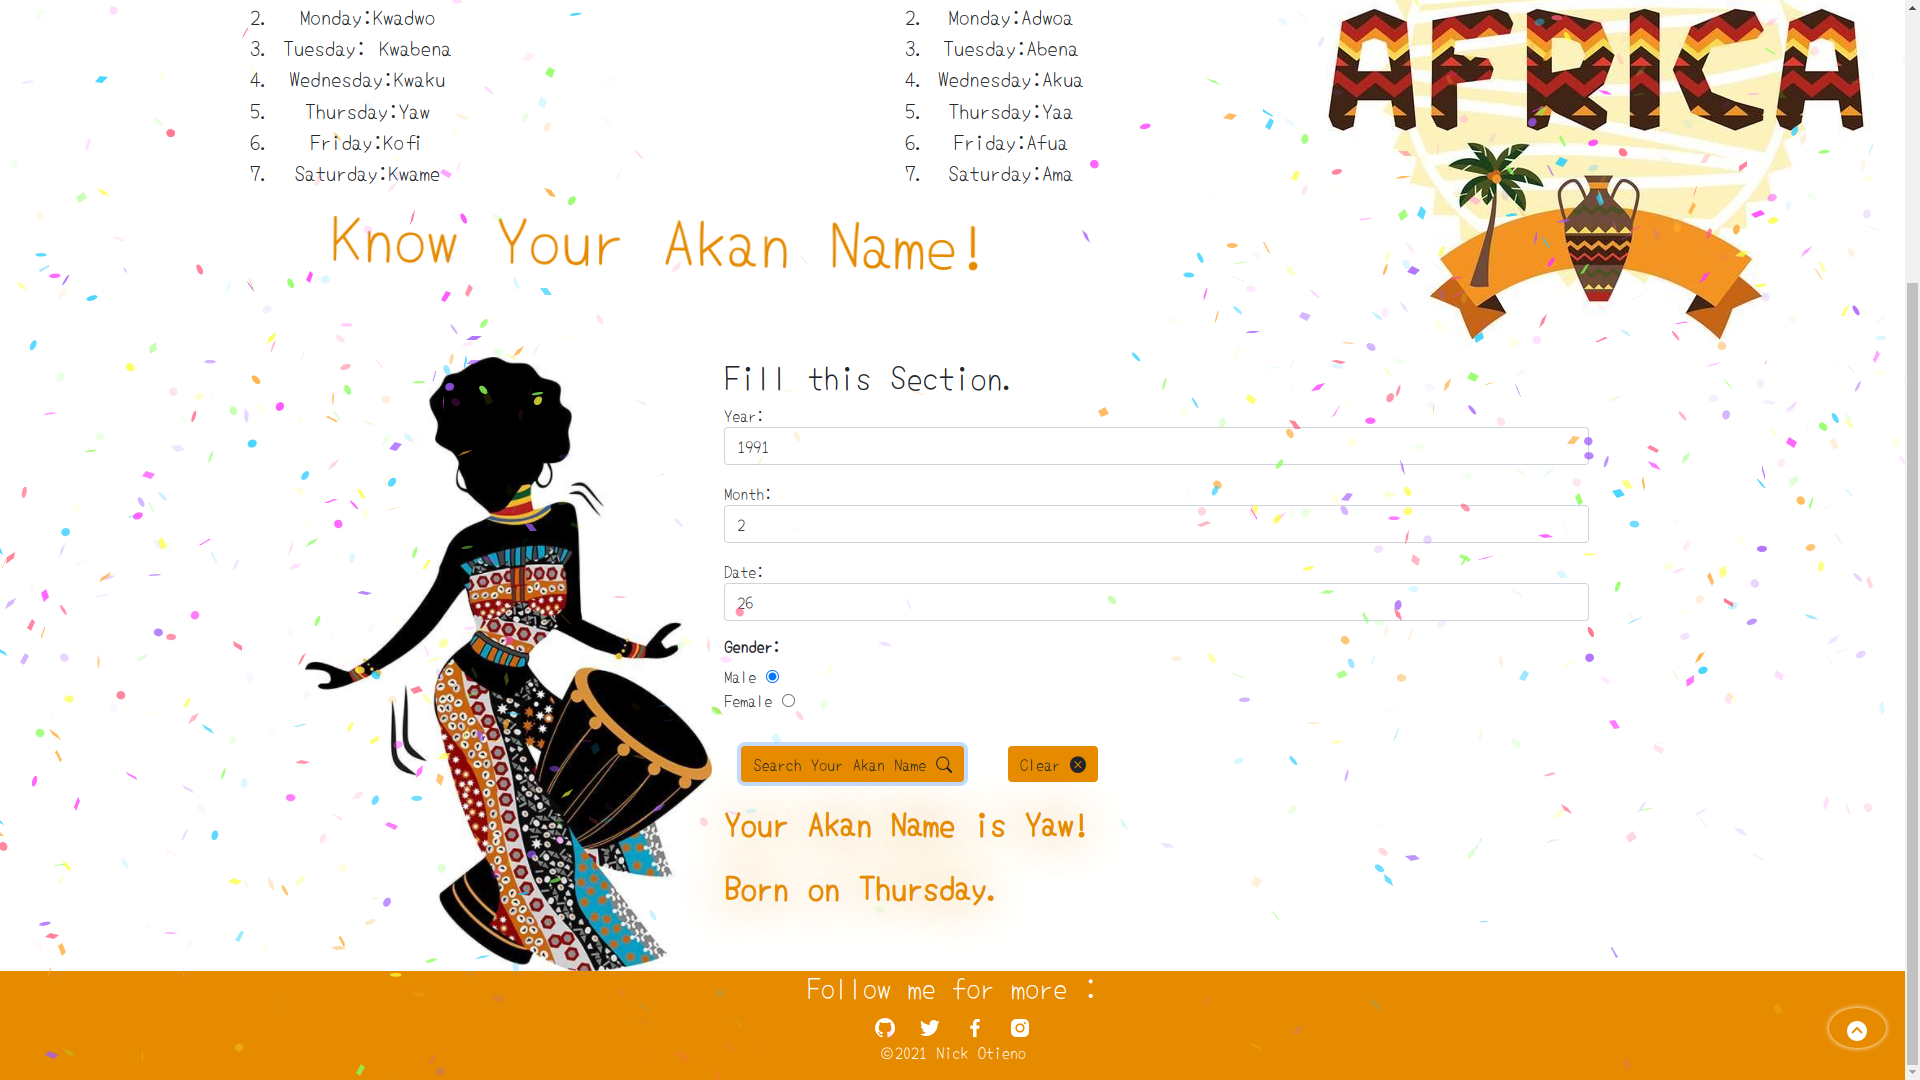 2. Monday:Kwadwo
3. Tuesday: Kwabena
4. Wednesday:Kwaku
5. Thursday:Yaw
6. Friday:Kofi
7. Saturday:Kwame
2. Monday:Adwoa
3. Tuesday:Abena
4. Wednesday:Akua
5. Thursday:Yaa
6. Friday:Afua
7. Saturday:Ama
AFRICA
Know Your Akan Name!
Fill this Section.
Year:
1991
Month:
2
Date:
26
Gender:
Male
Female
Search Your Akan Name
Clear
Your Akan Name is Yaw!
Born on Thursday.
Follow me for more :
©2021 Nick Otieno